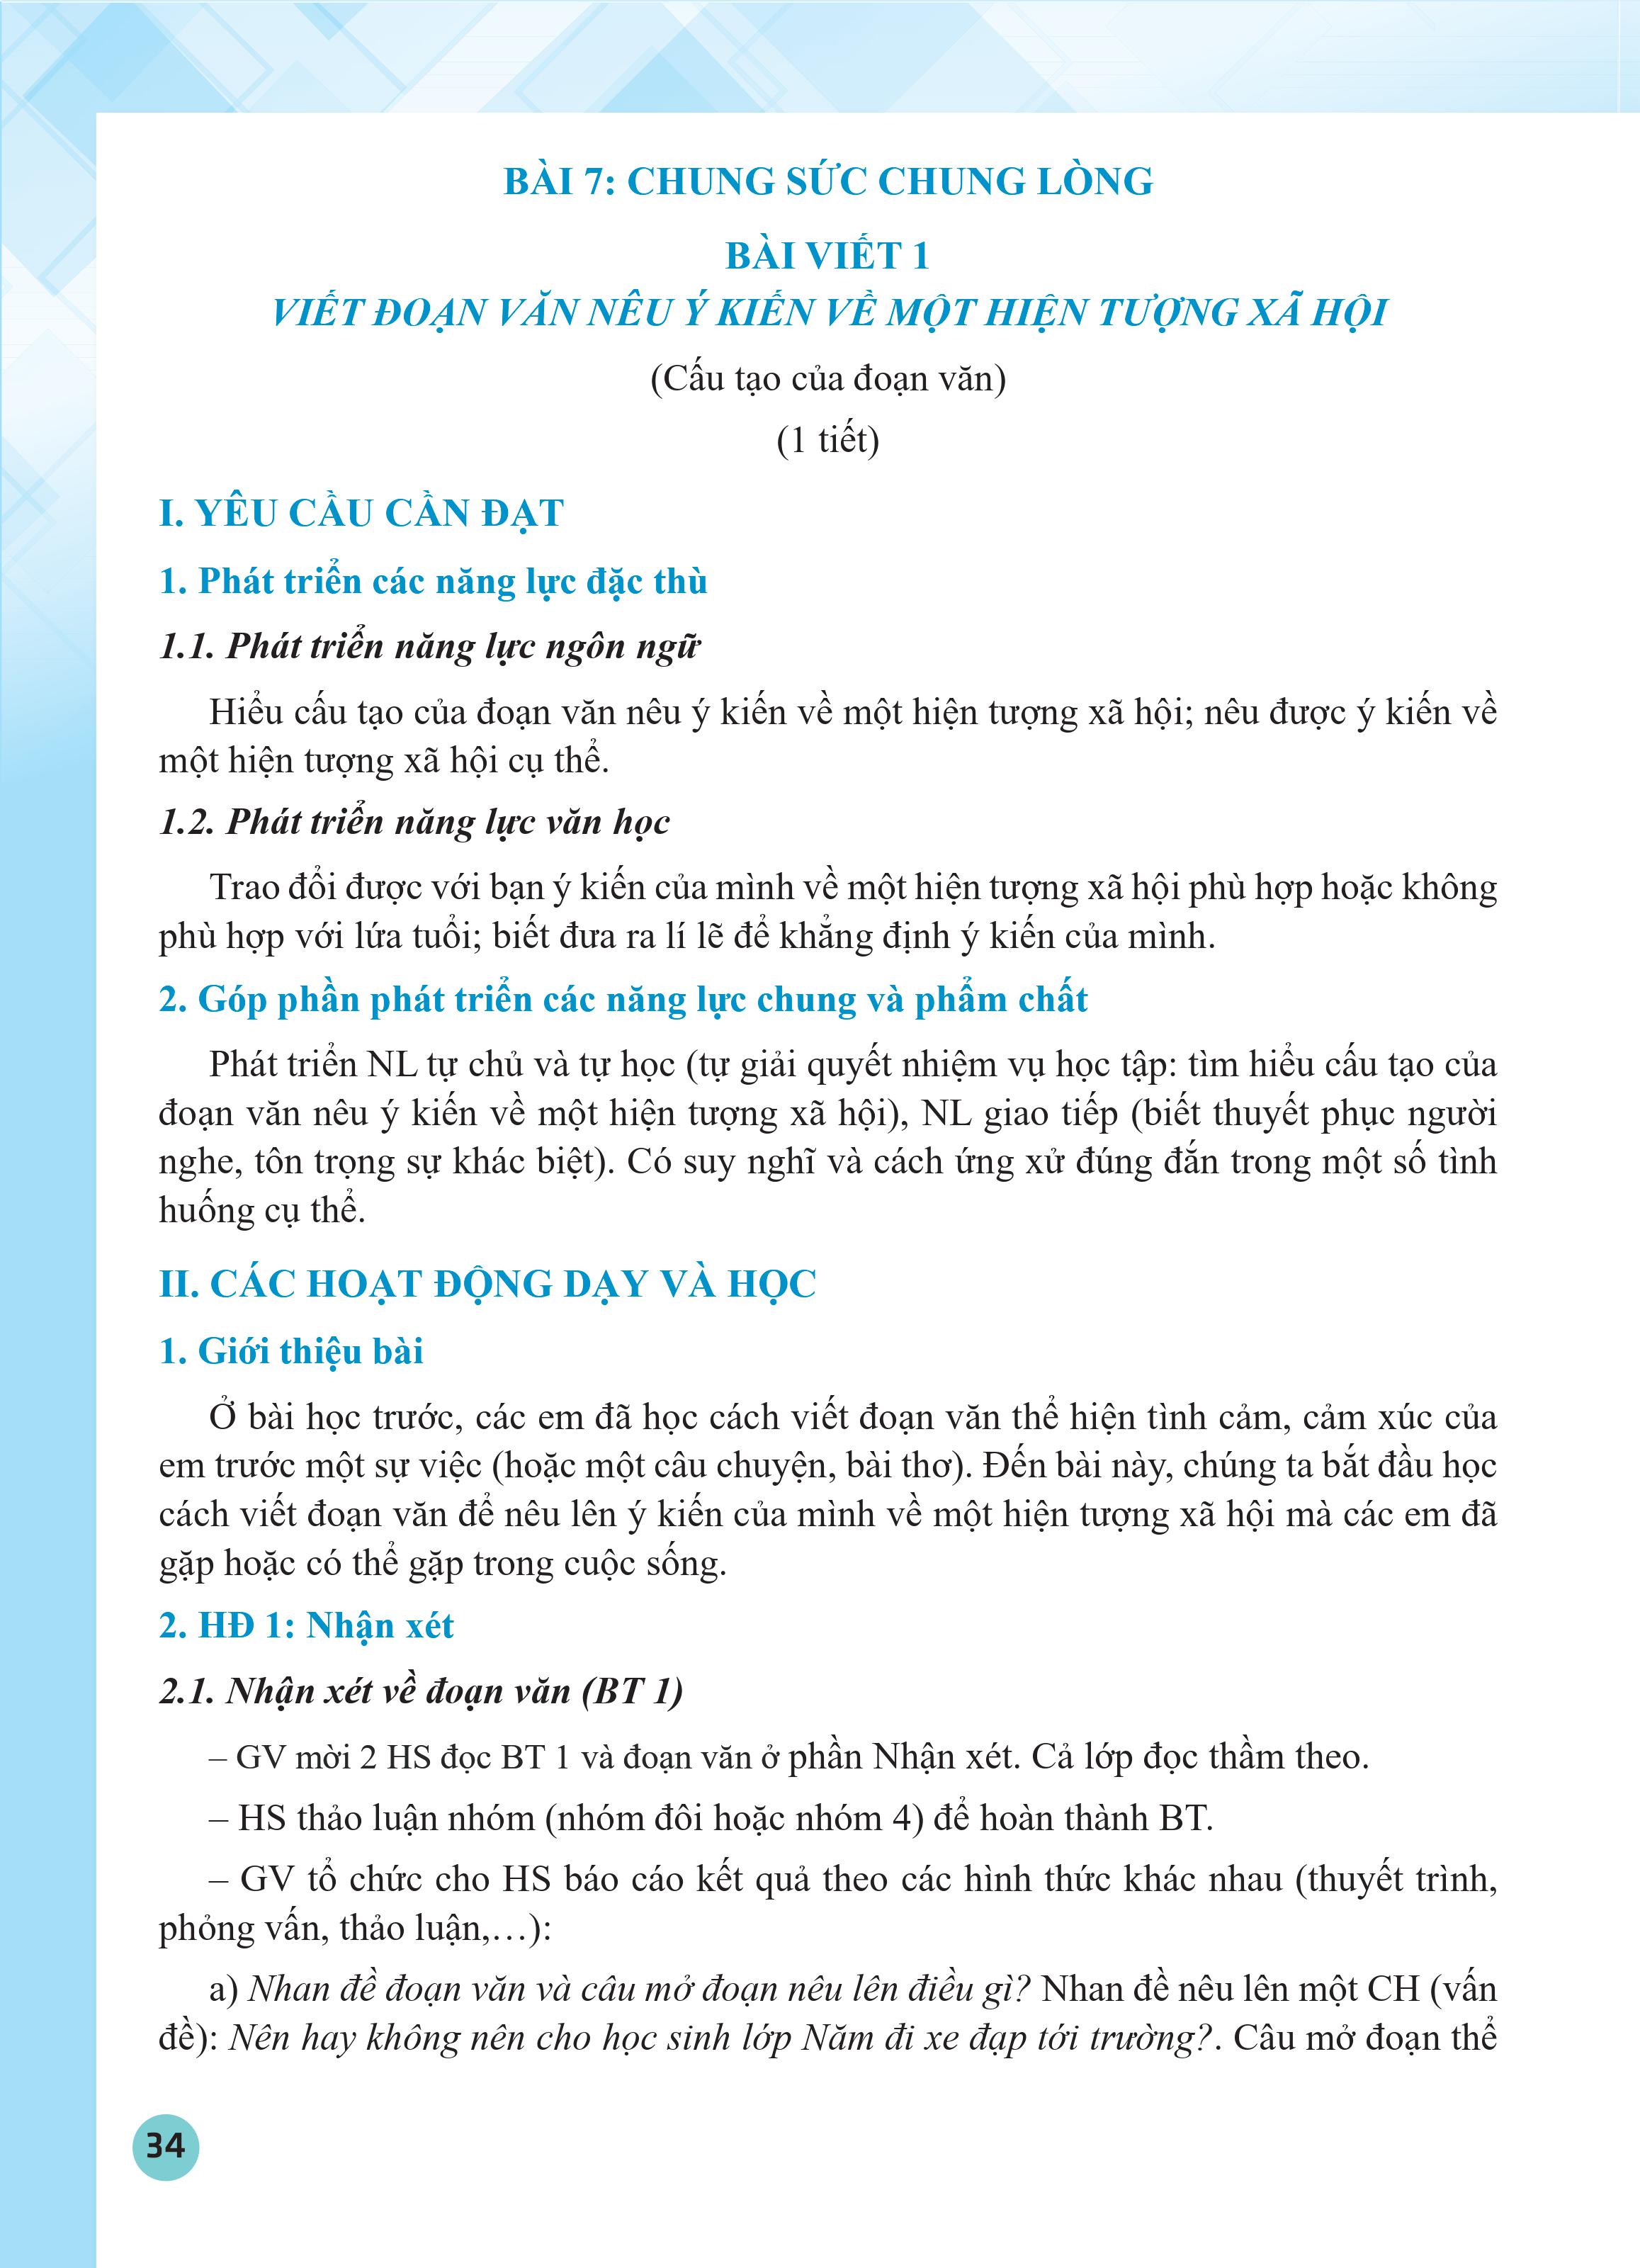 BÀI 7: CHUNG SỨC CHUNG LÒNG
BÀI VIẾT 1
VIẾT ĐOẠN VĂN NÊU Ý KIẾN VỀ MỘT HIỆN TƯỢNG XÃ HỘI
(Cấu tạo của đoạn văn)
(1 tiết)
I. YÊU CẦU CẦN ĐẠT
1. Phát triển các năng lực đặc thù
1.1. Phát triển năng lực ngôn ngữ
Hiểu cấu tạo của đoạn văn nêu ý kiến về một hiện tượng xã hội; nêu được ý kiến về
một hiện tượng xã hội cụ thể.
1.2. Phát triển năng lực văn học
Trao đổi được với bạn ý kiến của mình về một hiện tượng xã hội phù hợp hoặc không
phù hợp với lứa tuổi; biết đưa ra lí lẽ để khẳng định ý kiến của mình.
2. Góp phần phát triển các năng lực chung và phẩm chất
Phát triển NL tự chủ và tự học (tự giải quyết nhiệm vụ học tập: tìm hiểu cấu tạo của
đoạn văn nêu ý kiến về một hiện tượng xã hội), NL giao tiếp (biết thuyết phục người
nghe, tôn trọng sự khác biệt). Có suy nghĩ và cách ứng xử đúng đắn trong một số tình
huống cụ thể.
II. CÁC HOẠT ĐỘNG DẠY VÀ HỌC
1. Giới thiệu bài
Ở bài học trước, các em đã học cách viết đoạn văn thể hiện tình cảm, cảm xúc của
em trước một sự việc (hoặc một câu chuyện, bài thơ). Đến bài này, chúng ta bắt đầu học
cách viết đoạn văn để nêu lên ý kiến của mình về một hiện tượng xã hội mà các em đã
gặp hoặc có thể gặp trong cuộc sống.
2. HĐ 1: Nhận xét
2.1. Nhận xét về đoạn văn (BT 1)
– GV mời 2 HS đọc BT 1 và đoạn văn ở phần Nhận xét. Cả lớp đọc thầm theo.
– HS thảo luận nhóm (nhóm đôi hoặc nhóm 4) để hoàn thành BT.
– GV tổ chức cho HS báo cáo kết quả theo các hình thức khác nhau (thuyết trình,
phỏng vấn, thảo luận,…):
a) Nhan đề đoạn văn và câu mở đoạn nêu lên điều gì? Nhan đề nêu lên một CH (vấn
đề): Nên hay không nên cho học sinh lớp Năm đi xe đạp tới trường?. Câu mở đoạn thể
34